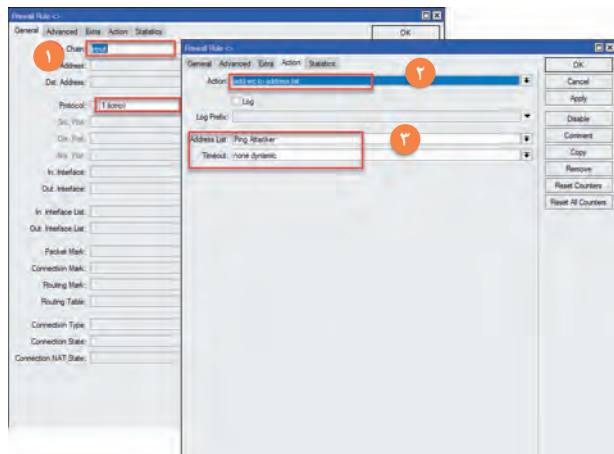 Firewall Rule <>
General Advanced Extra Action Statistics
OK
۱
Chain: input
Address:
Dst. Address:
Protocol: 1 (icmp)
Src. Port:
Dst. Port:
Any. Port:
In. Interface:
Out. Interface:
In. Interface List:
Out. Interface List:
Packet Mark:
Connection Mark:
Routing Mark:
Routing Table:
Connection Type:
Connection State:
Connection NAT State:
Firewall Rule <>
General Advanced Extra Action Statistics
۲
Action: add src to address list
Log
Log Prefix:
۳
Address List: Ping Attacker
Timeout: none dynamic
OK
Cancel
Apply
Disable
Comment
Copy
Remove
Reset Counters
Reset All Counters